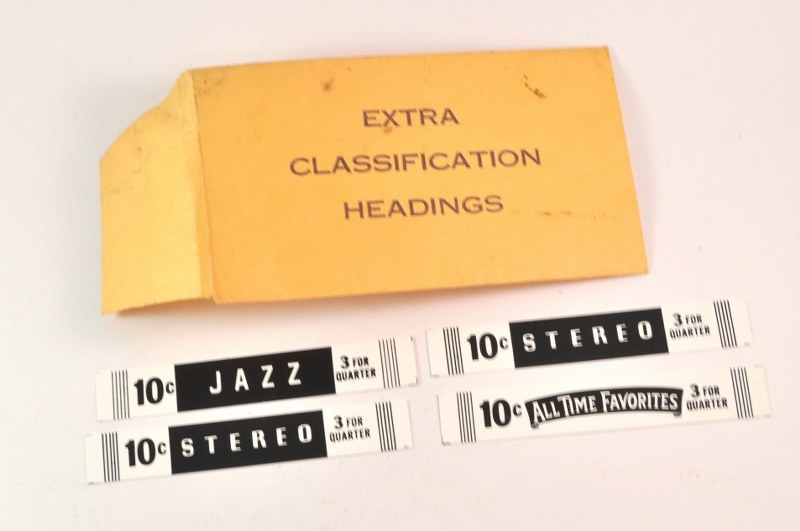 EXTRA
CLASSIFICATION
HEADINGS
10c JAZZ 3 FOR QUARTER
10c STEREO 3 FOR QUARTER
10c STEREO 3 FOR QUARTER
10c ALL TIME FAVORITES 3 FOR QUARTER